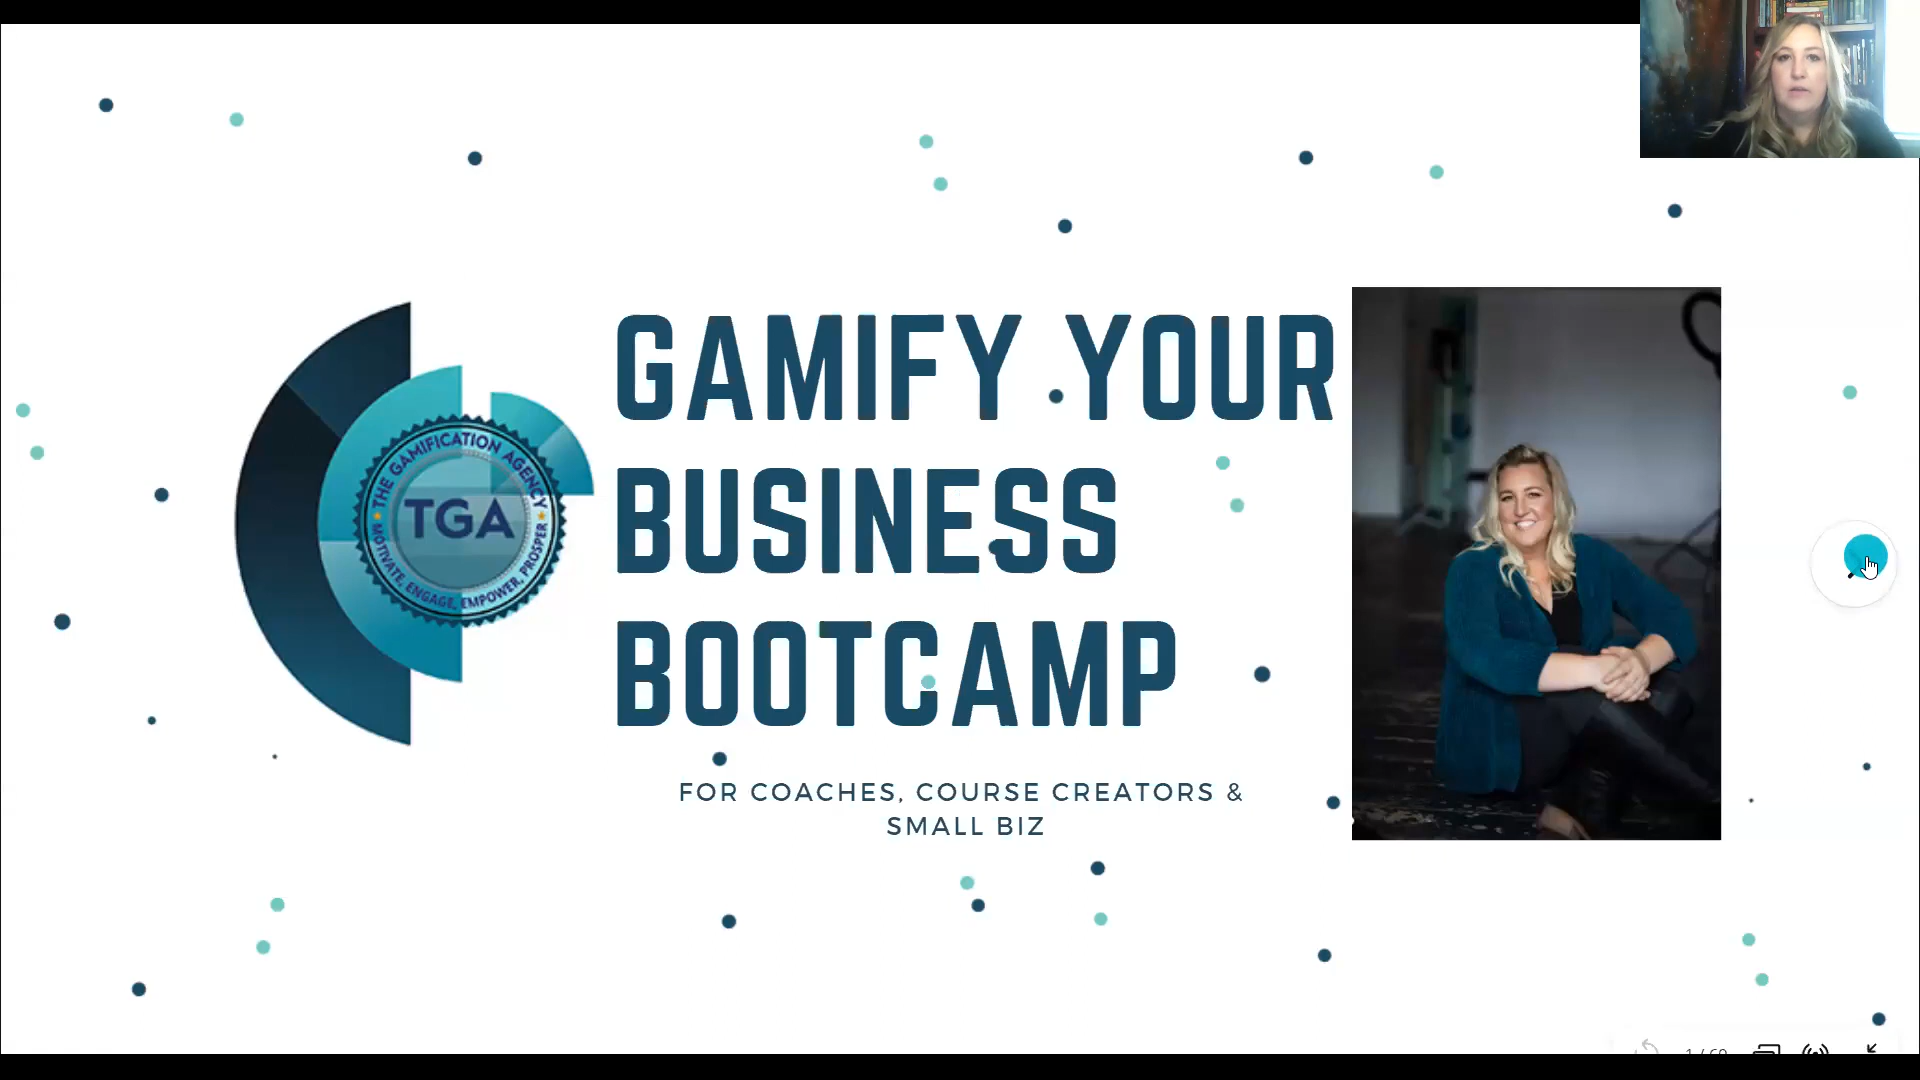 GAMIFY YOUR
BUSINESS
BOOTCAMP
FOR COACHES, COURSE CREATORS &
SMALL BIZ
THE GAMIFICATION AGENCY
TGA
MOTIVATE, ENGAGE, EMPOWER, PROSPER